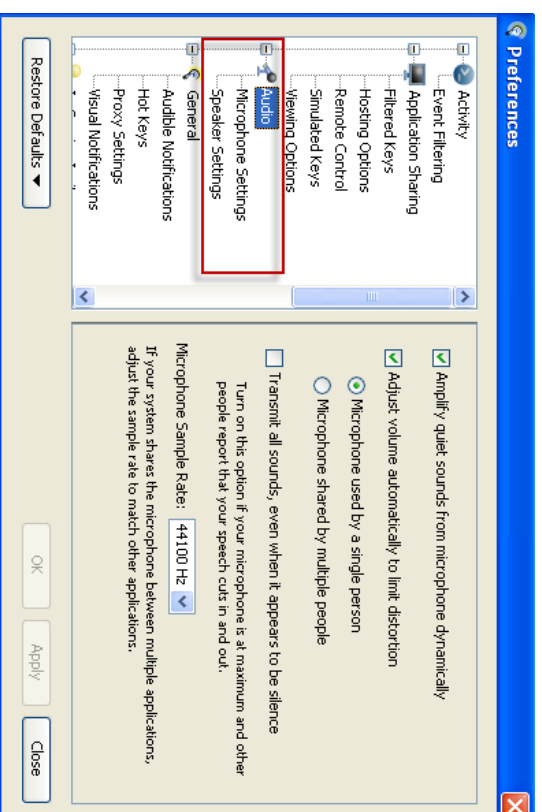 Preferences
Activity
Event Filtering
Application Sharing
Filtered Keys
Hosting Options
Remote Control
Simulated Keys
Viewing Options
Audio
Microphone Settings
Speaker Settings
General
Audible Notifications
Hot Keys
Proxy Settings
Visual Notifications
Amplify quiet sounds from microphone dynamically
Adjust volume automatically to limit distortion
Microphone used by a single person
Microphone shared by multiple people
Transmit all sounds, even when it appears to be silence
Turn on this option if your microphone is at maximum and other
people report that your speech cuts in and out.
Microphone Sample Rate: 44100 Hz
If your system shares the microphone between multiple applications,
adjust the sample rate to match other applications.
Restore Defaults
OK
Apply
Close